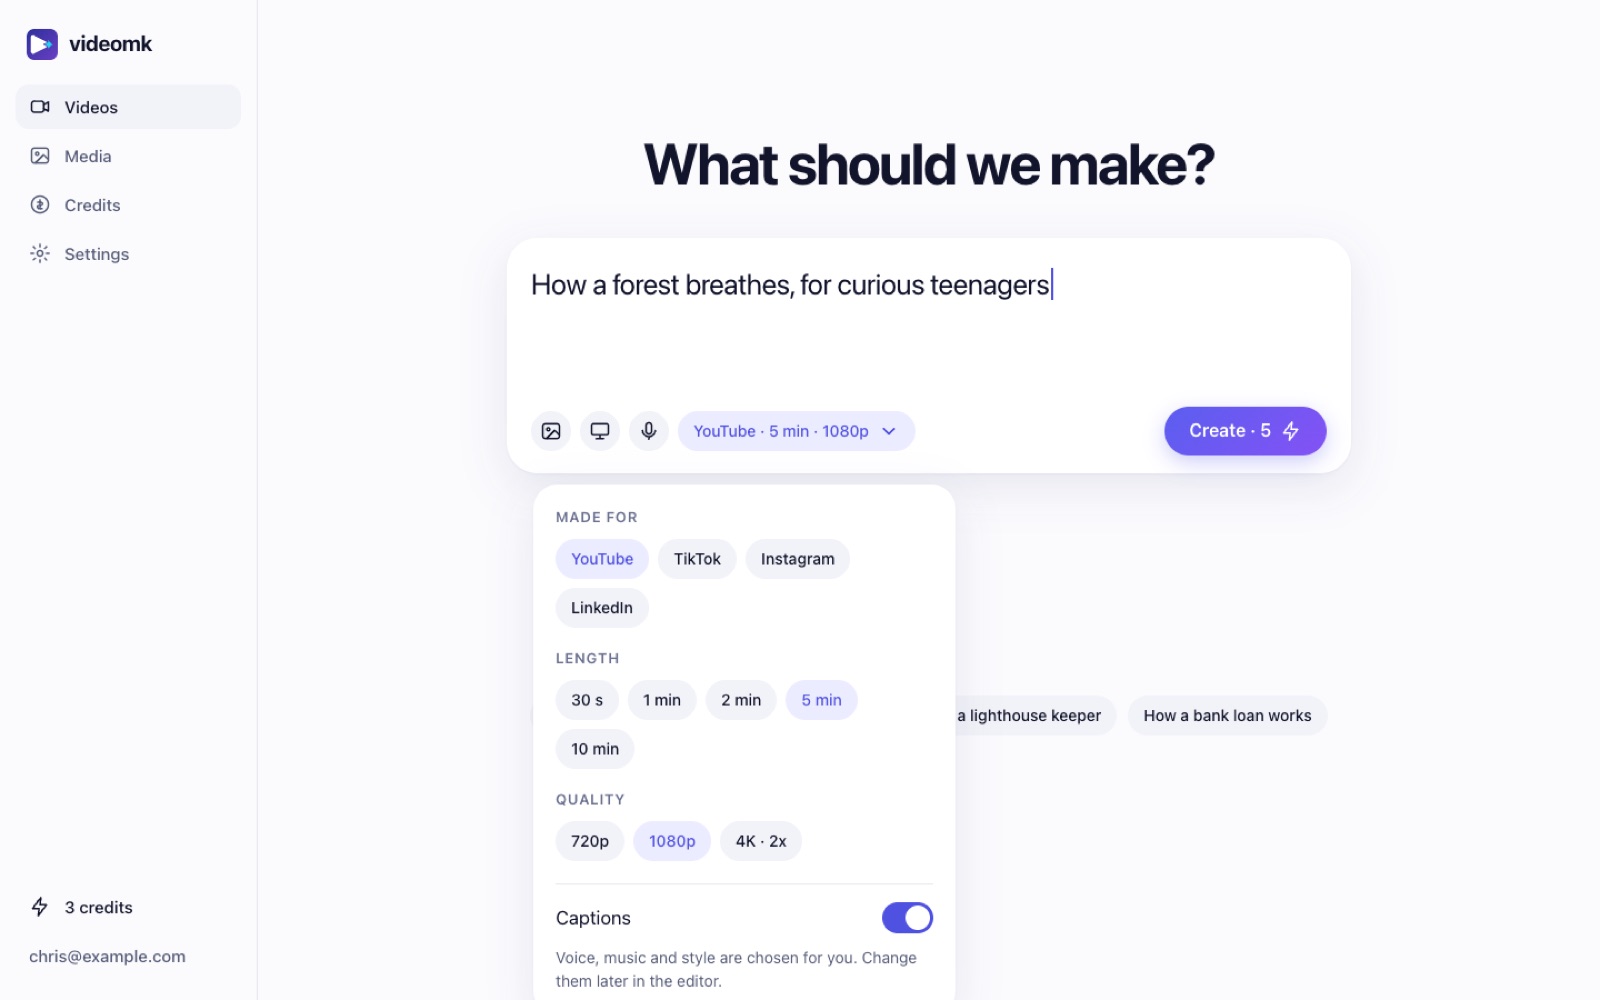 videomk
Videos
Media
Credits
Settings
3 credits
chris@example.com
What should we make?
How a forest breathes, for curious teenagers
YouTube · 5 min · 1080p
Create · 5
MADE FOR
YouTube
TikTok
Instagram
LinkedIn
LENGTH
30 s
1 min
2 min
5 min
10 min
a lighthouse keeper
How a bank loan works
QUALITY
720p
1080p
4K · 2x
Captions
Voice, music and style are chosen for you. Change
them later in the editor.